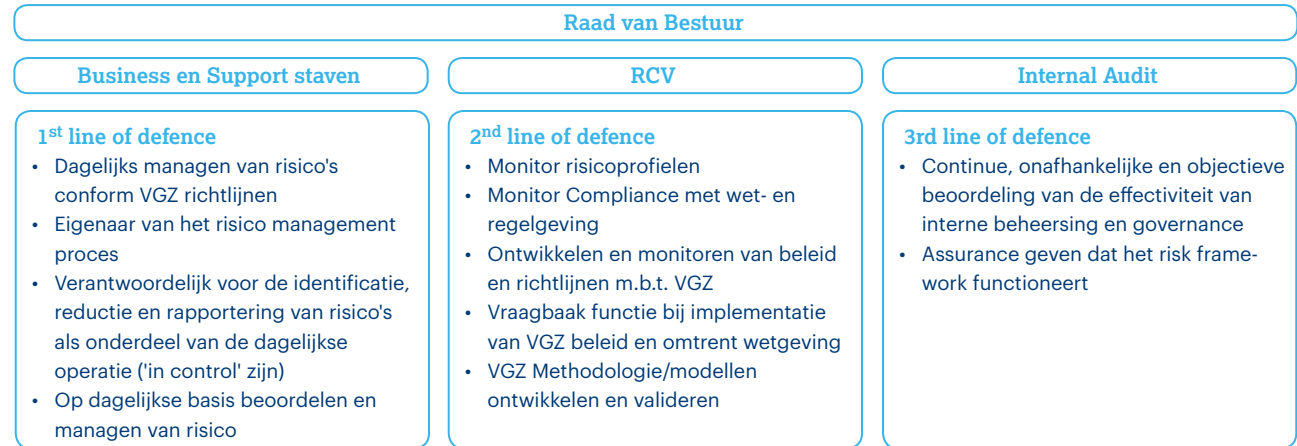 Raad van Bestuur
Business en Support staven
RCV
Internal Audit
1st line of defence
• Dagelijks managen van risico's
conform VGZ richtlijnen
• Eigenaar van het risico management
proces
• Verantwoordelijk voor de identificatie,
reductie en rapportering van risico's
als onderdeel van de dagelijkse
operatie ('in control' zijn)
• Op dagelijkse basis beoordelen en
managen van risico
2nd line of defence
• Monitor risicoprofielen
• Monitor Compliance met wet- en
regelgeving
• Ontwikkelen en monitoren van beleid
en richtlijnen m.b.t. VGZ
• Vraagbaak functie bij implementatie
van VGZ beleid en omtrent wetgeving
• VGZ Methodologie/modellen
ontwikkelen en valideren
3rd line of defence
• Continue, onafhankelijke en objectieve
beoordeling van de effectiviteit van
interne beheersing en governance
• Assurance geven dat het risk frame-
work functioneert